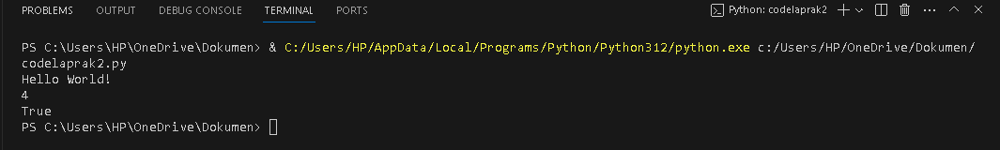 PROBLEMS OUTPUT DEBUG CONSOLE TERMINAL PORTS Python: codelaprak2
PS C:\Users\HP\OneDrive\Dokumen> & C:/Users/HP/AppData/Local/Programs/Python/Python312/python.exe c:/Users/HP/OneDrive/Dokumen/
codelaprak2.py
Hello World!
4
True
PS C:\Users\HP\OneDrive\Dokumen>